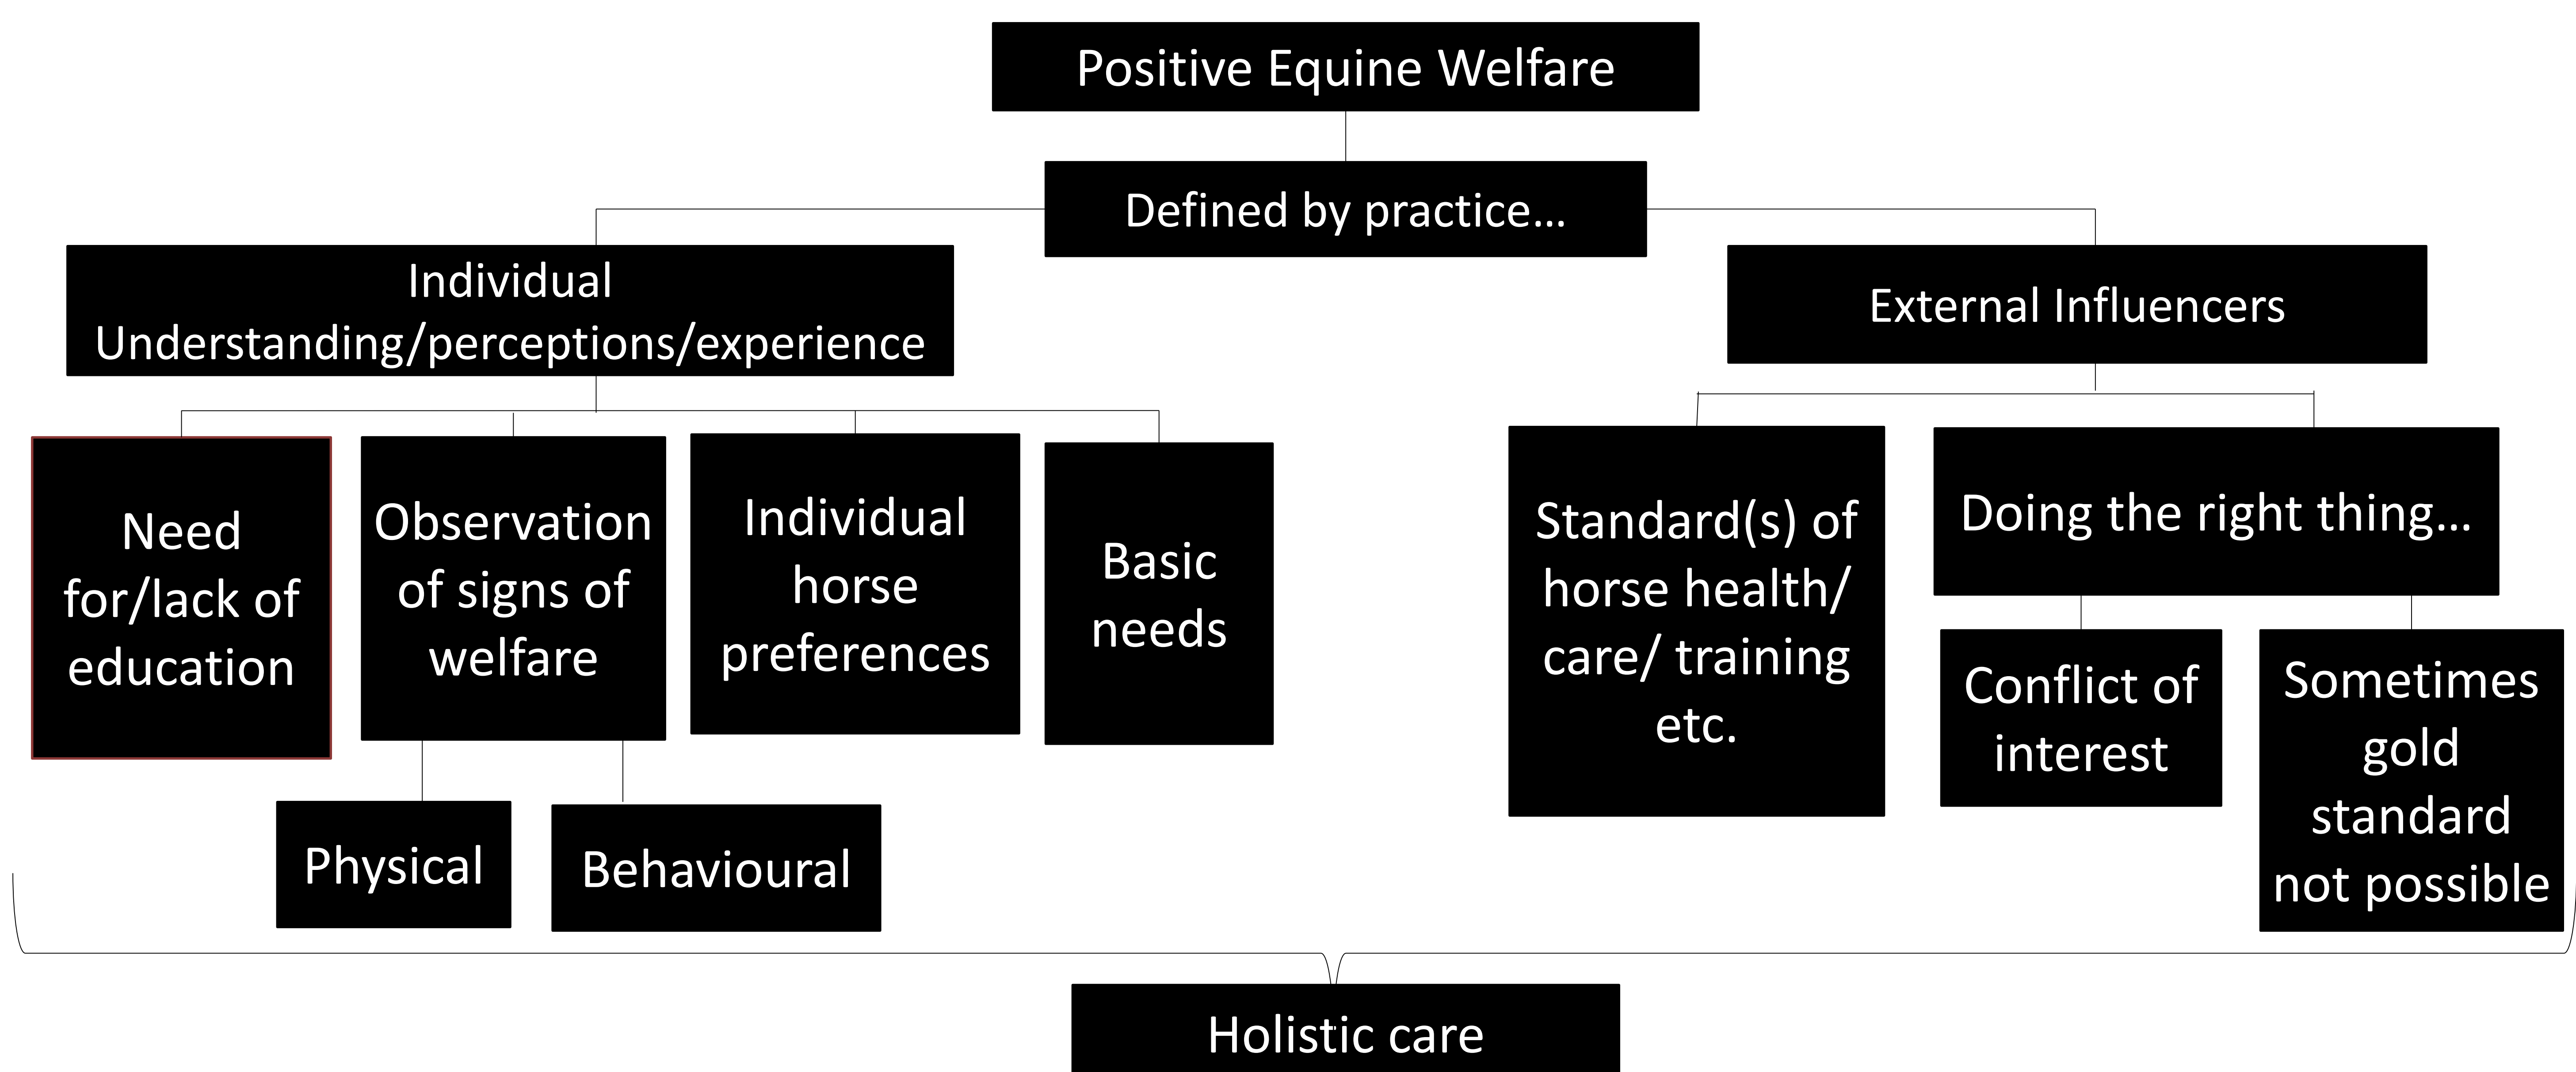 Positive Equine Welfare
Defined by practice...
Individual
Understanding/perceptions/experience
External Influencers
Need
for/lack of
education
Observation
of signs of
welfare
Individual
horse
preferences
Basic
needs
Standard(s) of
horse health/
care/ training
etc.
Doing the right thing...
Physical
Behavioural
Conflict of
interest
Sometimes
gold
standard
not possible
Holistic care